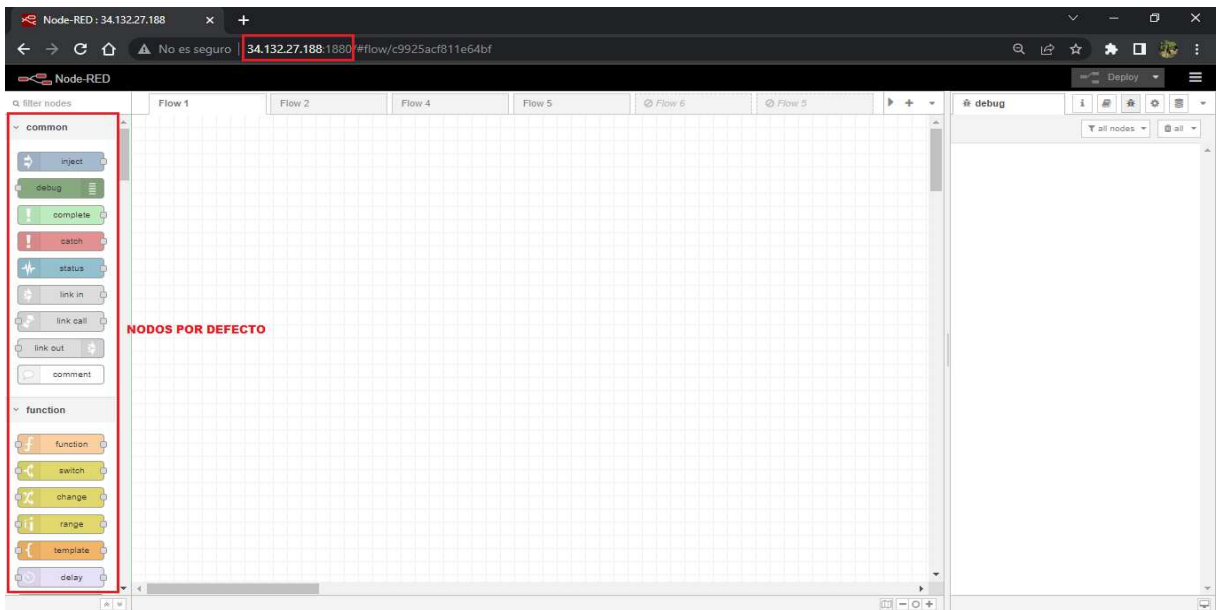 Node-RED : 34.132.27.188
No es seguro | 34.132.27.188:1880/#flow/c9925acf811e64bf
Node-RED
Deploy
filter nodes
Flow 1
Flow 2
Flow 4
Flow 5
Flow 6
Flow 5
debug
all nodes
all
common
inject
debug
complete
catch
status
link in
link call
link out
comment
NODOS POR DEFECTO
function
function
switch
change
range
template
delay